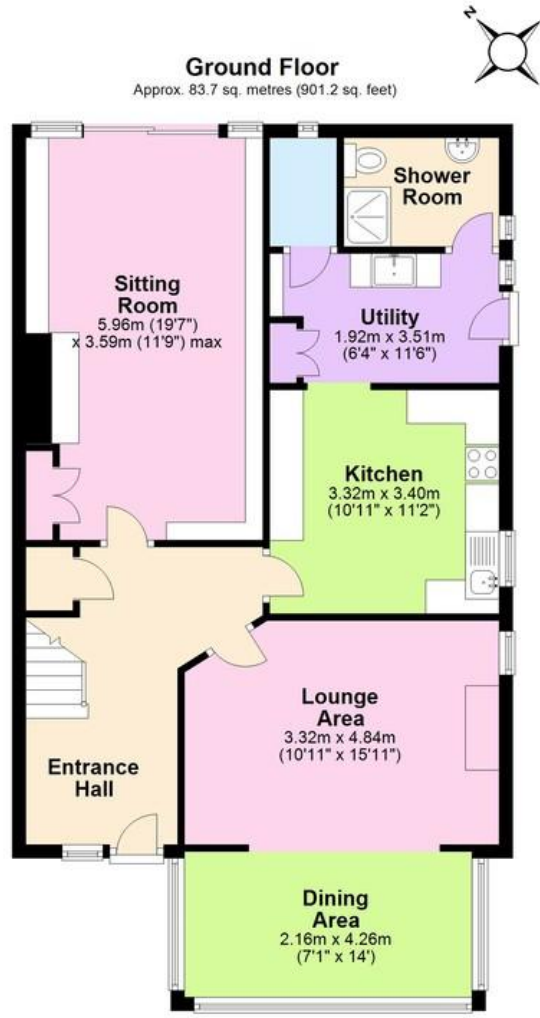 N
Ground Floor
Approx. 83.7 sq. metres (901.2 sq. feet)
Shower
Room
Sitting
Room
5.96m (19'7")
x 3.59m (11'9") max
Utility
1.92m x 3.51m
(6'4" x 11'6")
Kitchen
3.32m x 3.40m
(10'11" x 11'2")
Lounge
Area
3.32m x 4.84m
(10'11" x 15'11")
Entrance
Hall
Dining
Area
2.16m x 4.26m
(7'1" x 14')